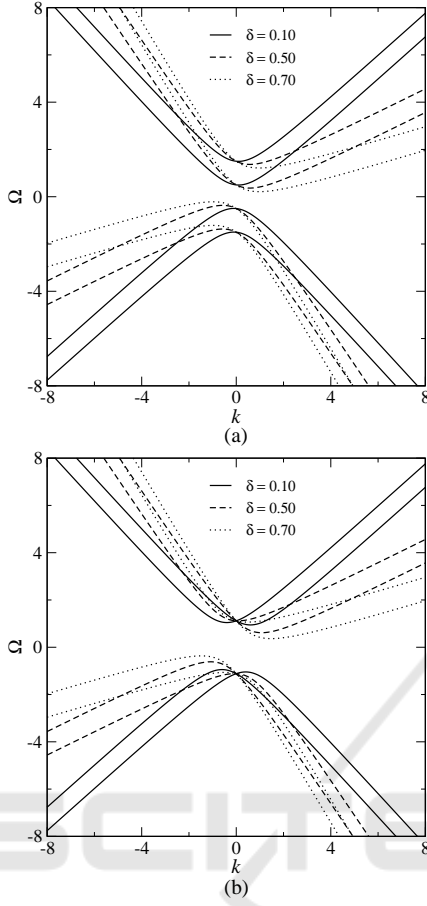 8
δ = 0.10
δ = 0.50
δ = 0.70
4
Ω
0
-4
-8
-8 -4 0 4 8
k
(a)
8
δ = 0.10
δ = 0.50
δ = 0.70
4
Ω
0
-4
-8
-8 -4 0 4 8
k
(b)
SCITE